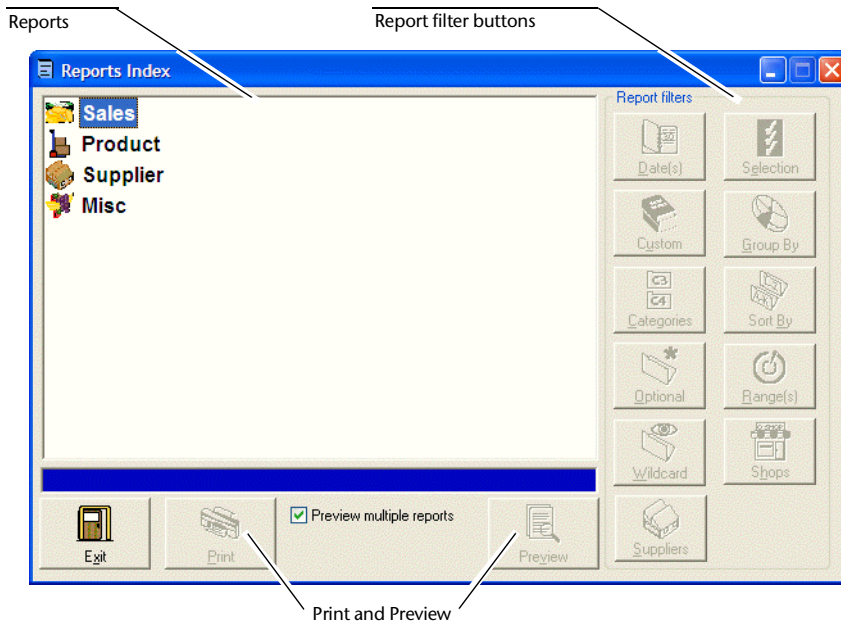 Reports
Report filter buttons
Reports Index
Sales
Product
Supplier
Misc
Report filters
Date(s)
Selection
Custom
Group By
Categories
Sort By
Optional
Range(s)
Wildcard
Shops
Suppliers
Exit
Print
Preview multiple reports
Preview
Print and Preview